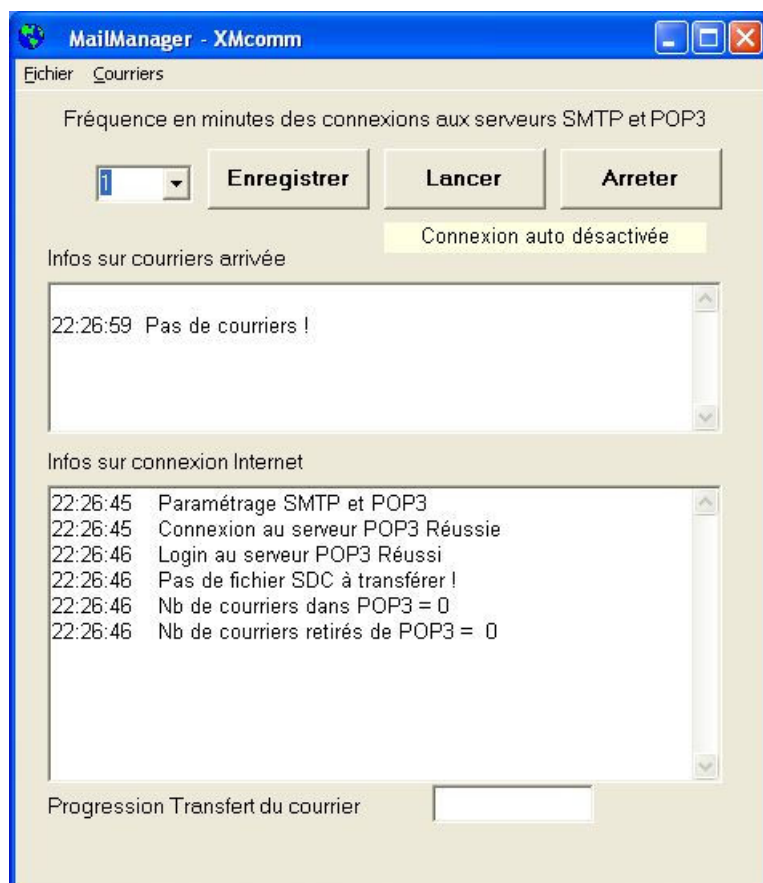 MailManager - XMcomm
Fichier Courriers
Fréquence en minutes des connexions aux serveurs SMTP et POP3
1 Enregistrer Lancer Arreter
Connexion auto désactivée
Infos sur courriers arrivée
22:26:59 Pas de courriers !
Infos sur connexion Internet
22:26:45 Paramétrage SMTP et POP3
22:26:45 Connexion au serveur POP3 Réussie
22:26:46 Login au serveur POP3 Réussi
22:26:46 Pas de fichier SDC à transférer !
22:26:46 Nb de courriers dans POP3 = 0
22:26:46 Nb de courriers retirés de POP3 = 0
Progression Transfert du courrier